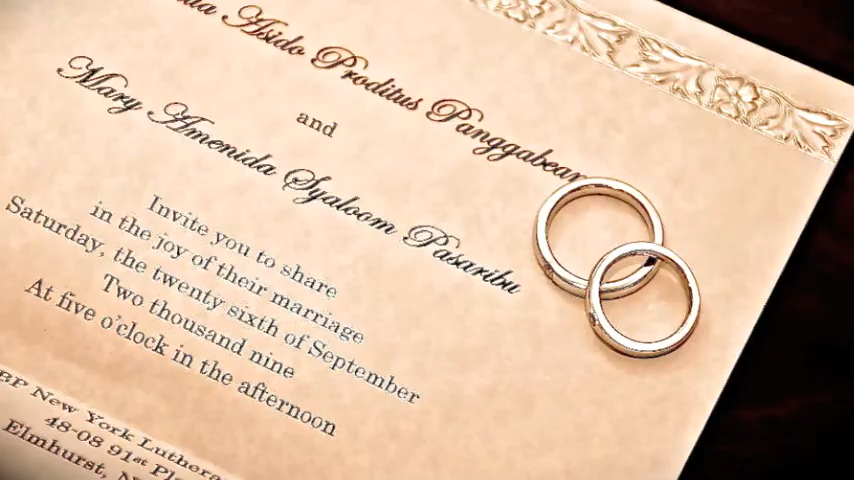 Asido Proditus Panggabean
and
Mary Amenida Syaloom Pasaribu
Invite you to share
in the joy of their marriage
Saturday, the twenty sixth of September
Two thousand nine
At five o'clock in the afternoon
New York
48-08 91st
Elmhurst,